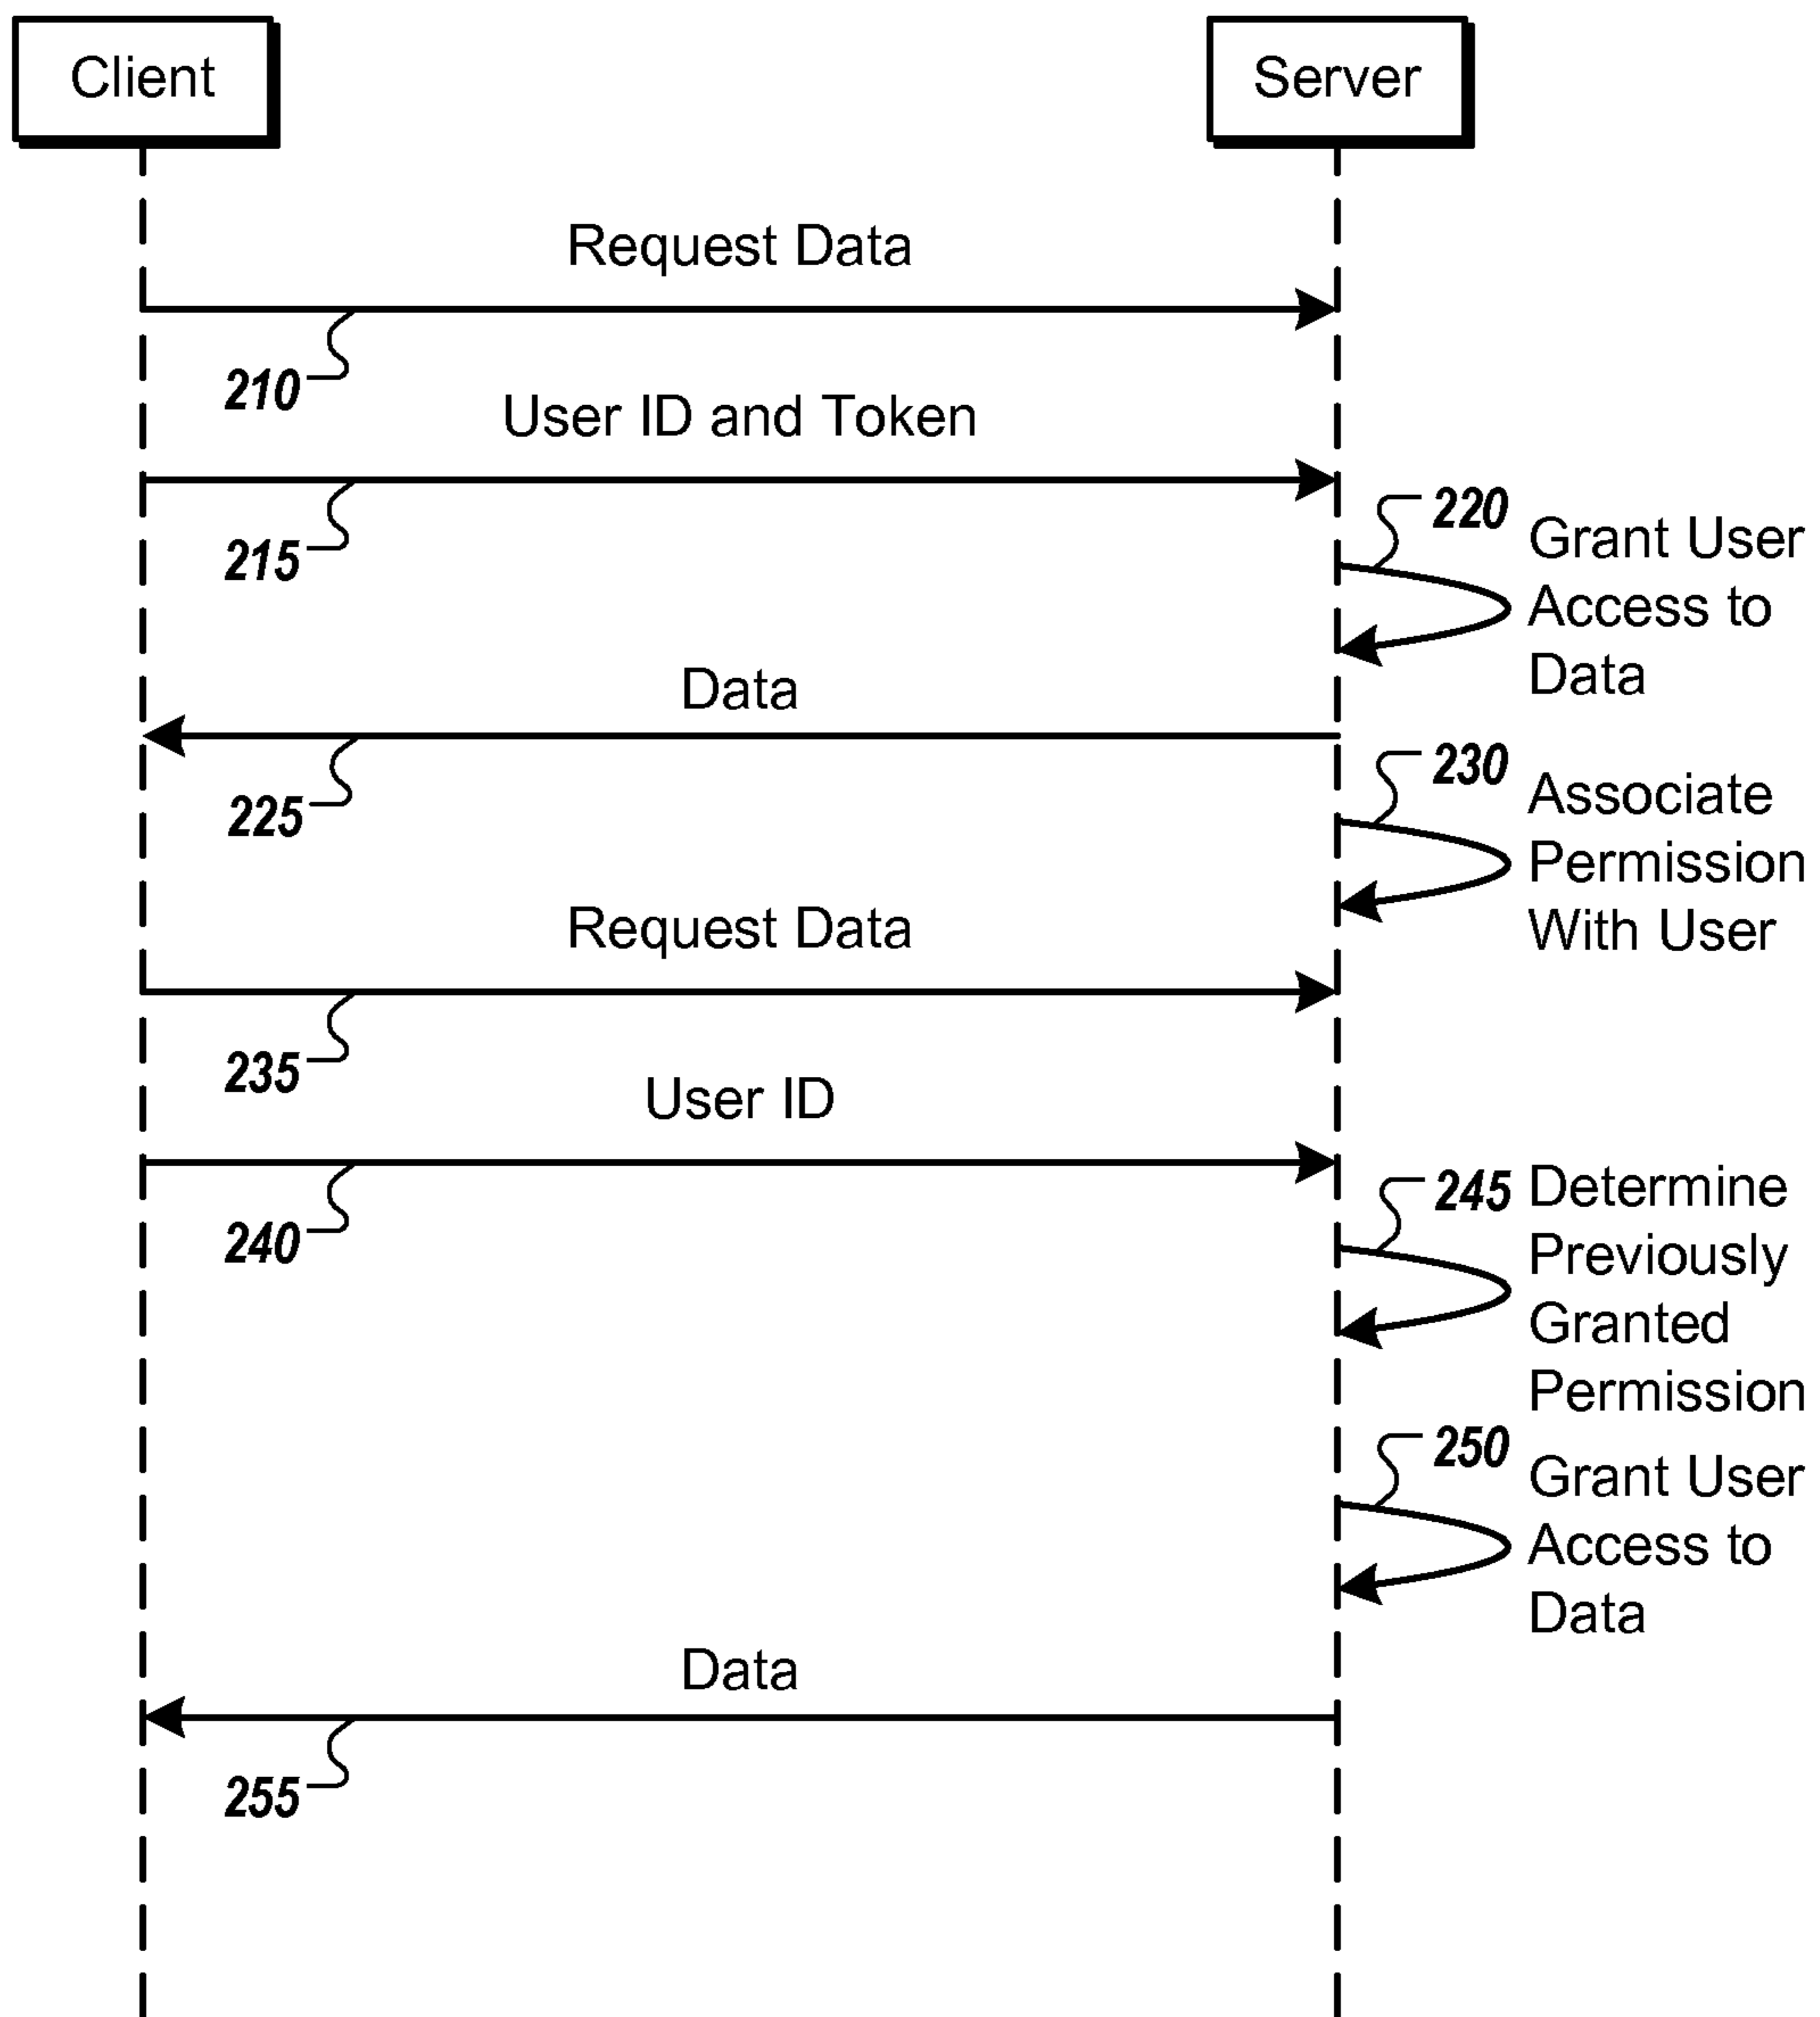 Client
Server
Request Data
210
User ID and Token
215
220
Grant User
Access to
Data
Data
225
230
Associate
Permission
With User
Request Data
235
User ID
240
245
Determine
Previously
Granted
Permission
250
Grant User
Access to
Data
Data
255